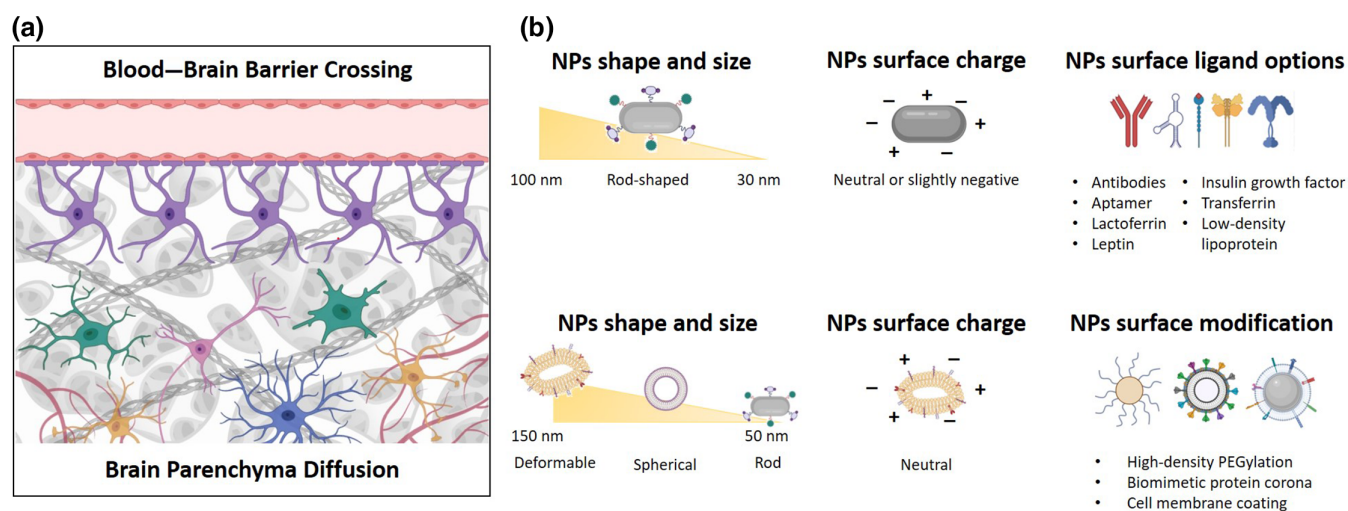 (a)
Blood—Brain Barrier Crossing
Brain Parenchyma Diffusion
(b)
NPs shape and size
100 nm
Rod-shaped
30 nm
NPs surface charge
− + − − + + −
Neutral or slightly negative
NPs surface ligand options
• Antibodies
• Aptamer
• Lactoferrin
• Leptin
• Insulin growth factor
• Transferrin
• Low-density
lipoprotein
NPs shape and size
150 nm
50 nm
Deformable
Spherical
Rod
NPs surface charge
+ − − + + −
Neutral
NPs surface modification
• High-density PEGylation
• Biomimetic protein corona
• Cell membrane coating